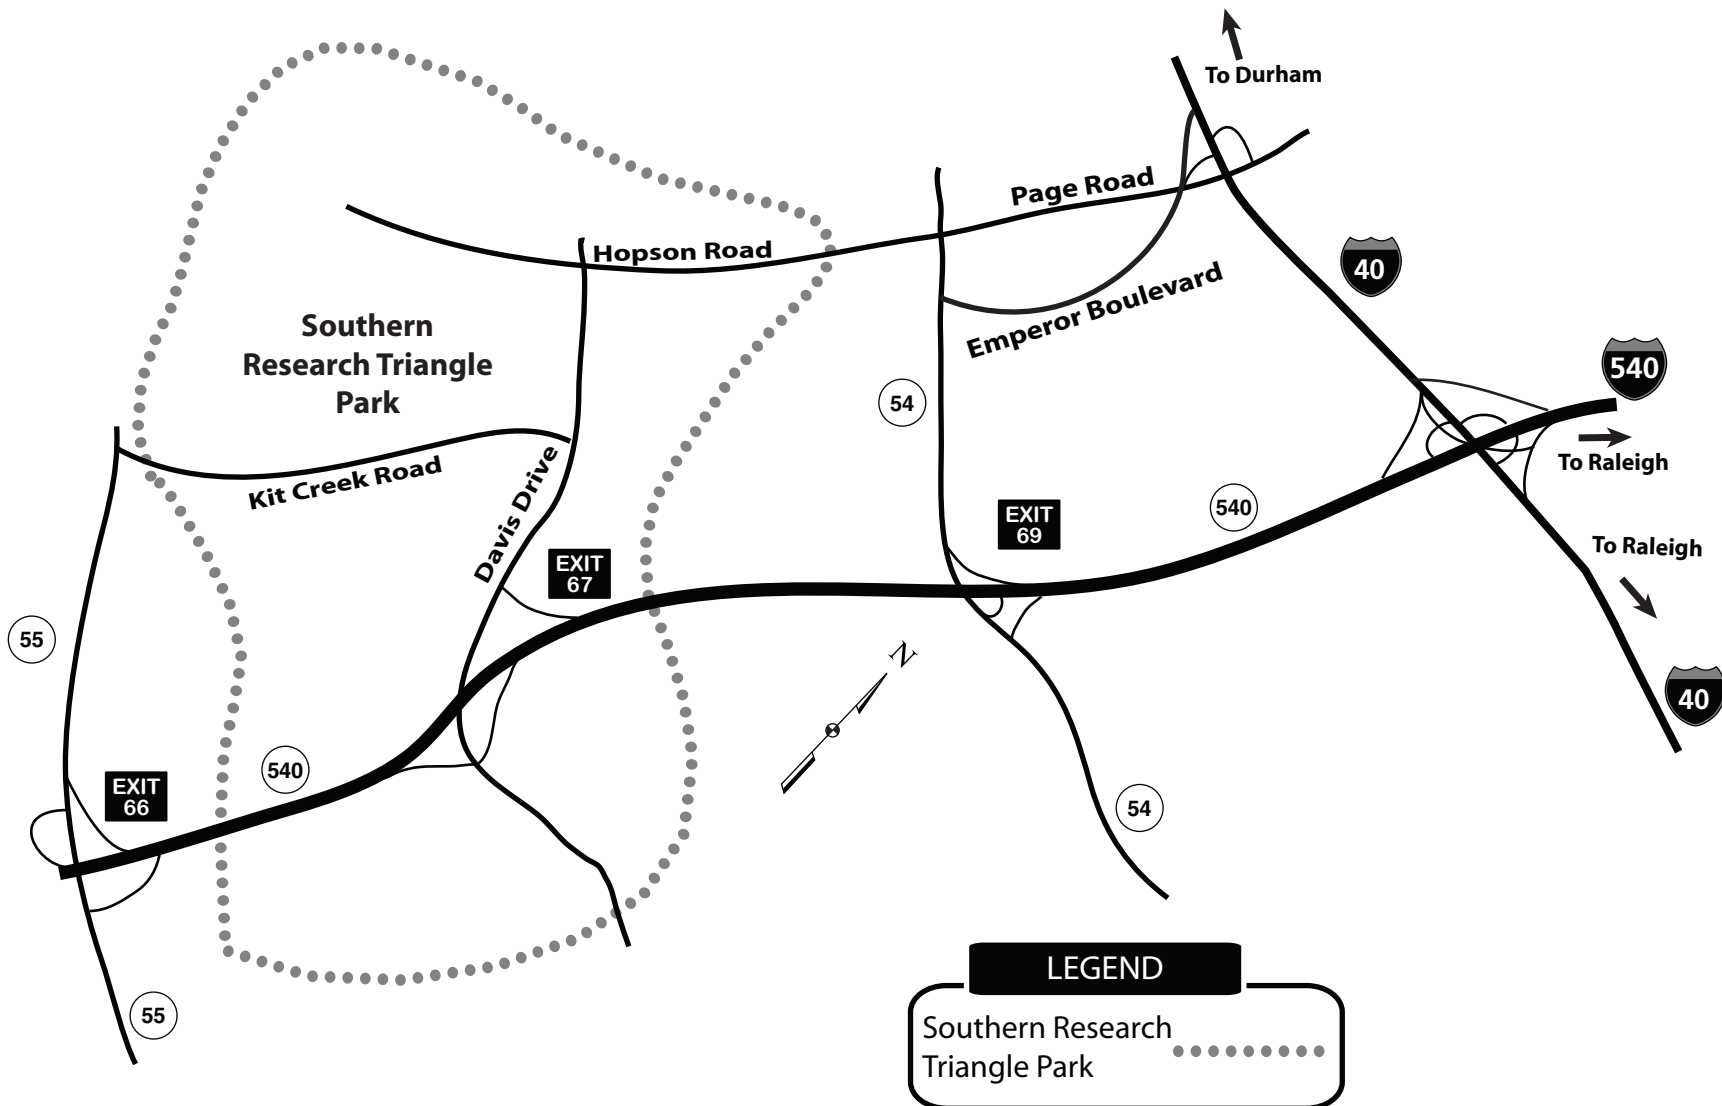 To Durham
Page Road
Hopson Road
40
Emperor Boulevard
Southern
Research Triangle
Park
540
54
To Raleigh
Kit Creek Road
Davis Drive
540
EXIT
69
To Raleigh
EXIT
67
55
N
40
540
EXIT
66
54
LEGEND
55
Southern Research
Triangle Park